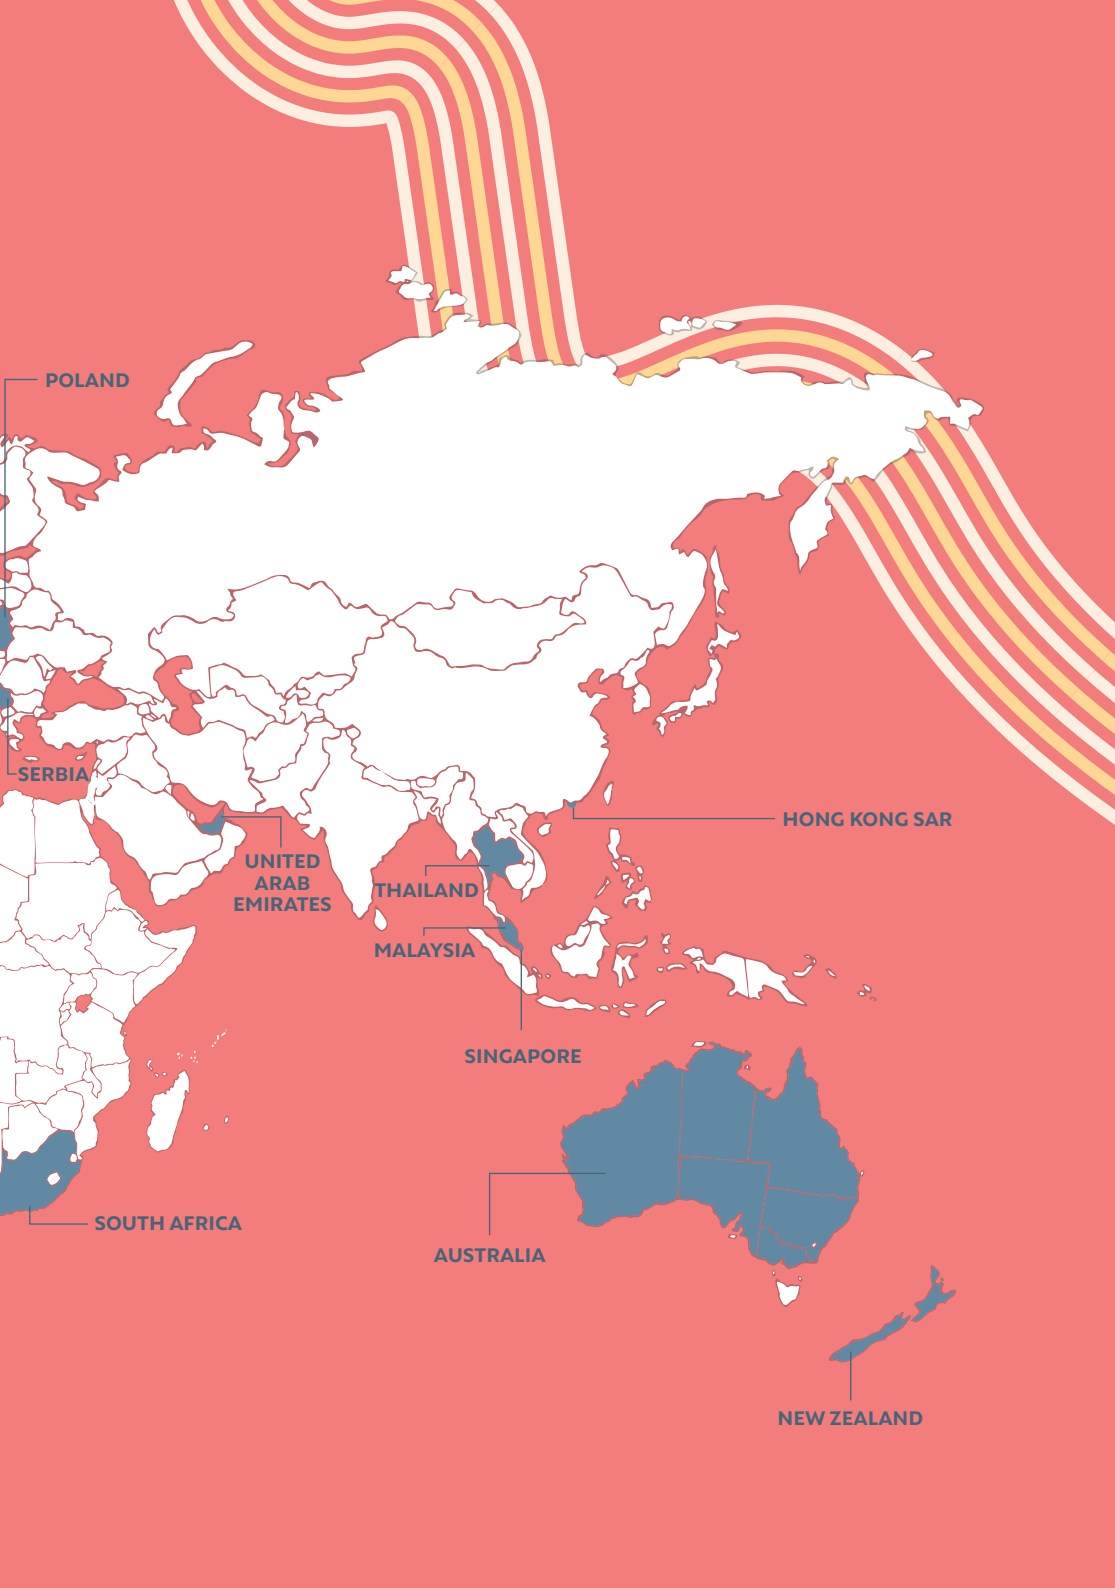 POLAND
SERBIA
HONG KONG SAR
UNITED
ARAB
EMIRATES
THAILAND
MALAYSIA
SINGAPORE
SOUTH AFRICA
AUSTRALIA
NEW ZEALAND